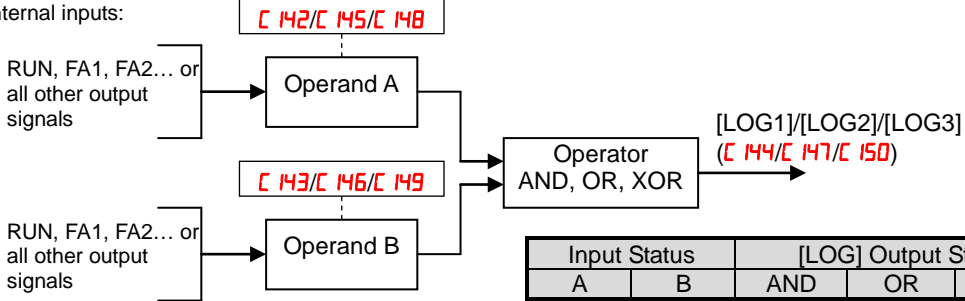 nternal inputs:
C 142/C 145/C 148
RUN, FA1, FA2… or
all other output
signals
Operand A
[LOG1]/[LOG2]/[LOG3]
(C 144/C 147/C 150)
Operator
AND, OR, XOR
C 143/C 146/C 149
RUN, FA1, FA2… or
all other output
signals
Operand B
Input Status
[LOG] Output St
A
B
AND
OR